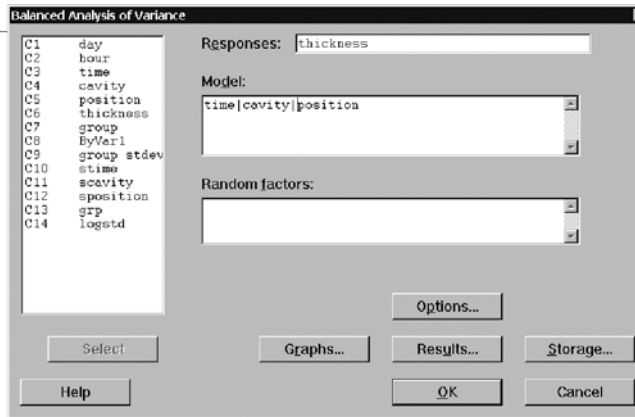 Balanced Analysis of Variance
C1 day
C2 hour
C3 time
C4 cavity
C5 position
C6 thickness
C7 group
C8 ByVar1
C9 group stdev
C10 stime
C11 scavity
C12 sposition
C13 grp
C14 logstd
Responses: thickness
Model:
time|cavity|position
Random factors:
Options...
Select
Graphs...
Results...
Storage...
Help
OK
Cancel